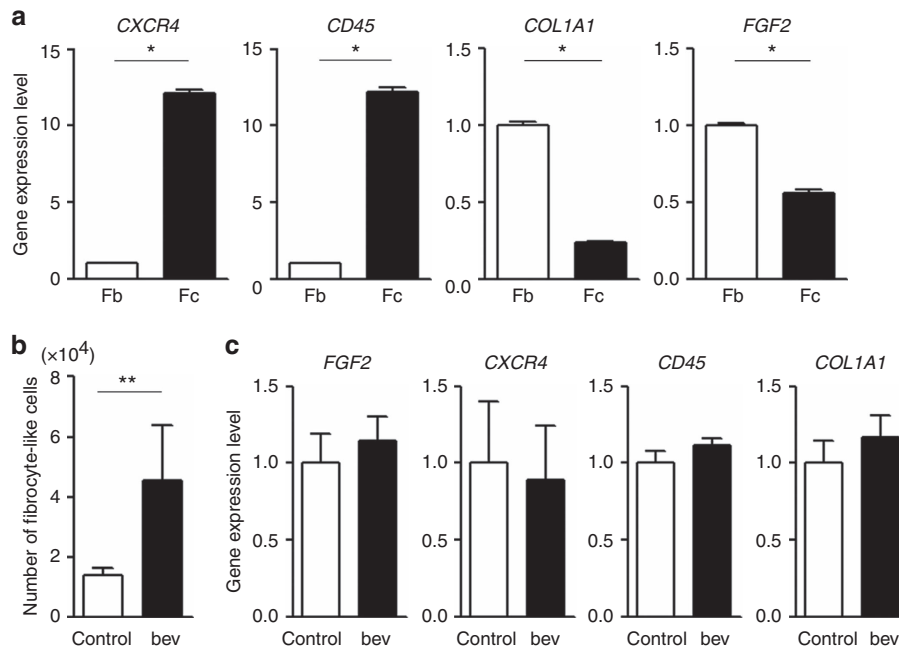 a
CXCR4 CD45 COL1A1 FGF2
Gene expression level
15 10 5 0
* Fb Fc
15 10 5 0
* Fb Fc
1.5 1.0 0.5 0.0
* Fb Fc
1.5 1.0 0.5 0.0
* Fb Fc
b
(×10⁴)
Number of fibrocyte-like cells
8 6 4 2 0
**
Control bev
c
FGF2 CXCR4 CD45 COL1A1
Gene expression level
1.5 1.0 0.5 0.0
Control bev
1.5 1.0 0.5 0.0
Control bev
1.5 1.0 0.5 0.0
Control bev
1.5 1.0 0.5 0.0
Control bev